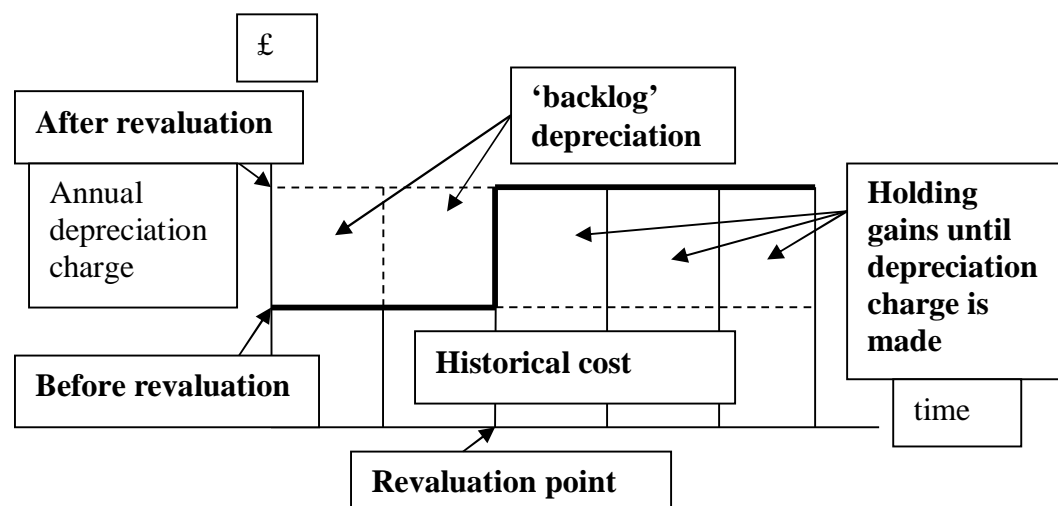 £
‘backlog’
depreciation
After revaluation
Annual
depreciation
charge
Holding
gains until
depreciation
charge is
made
Before revaluation
Historical cost
time
Revaluation point